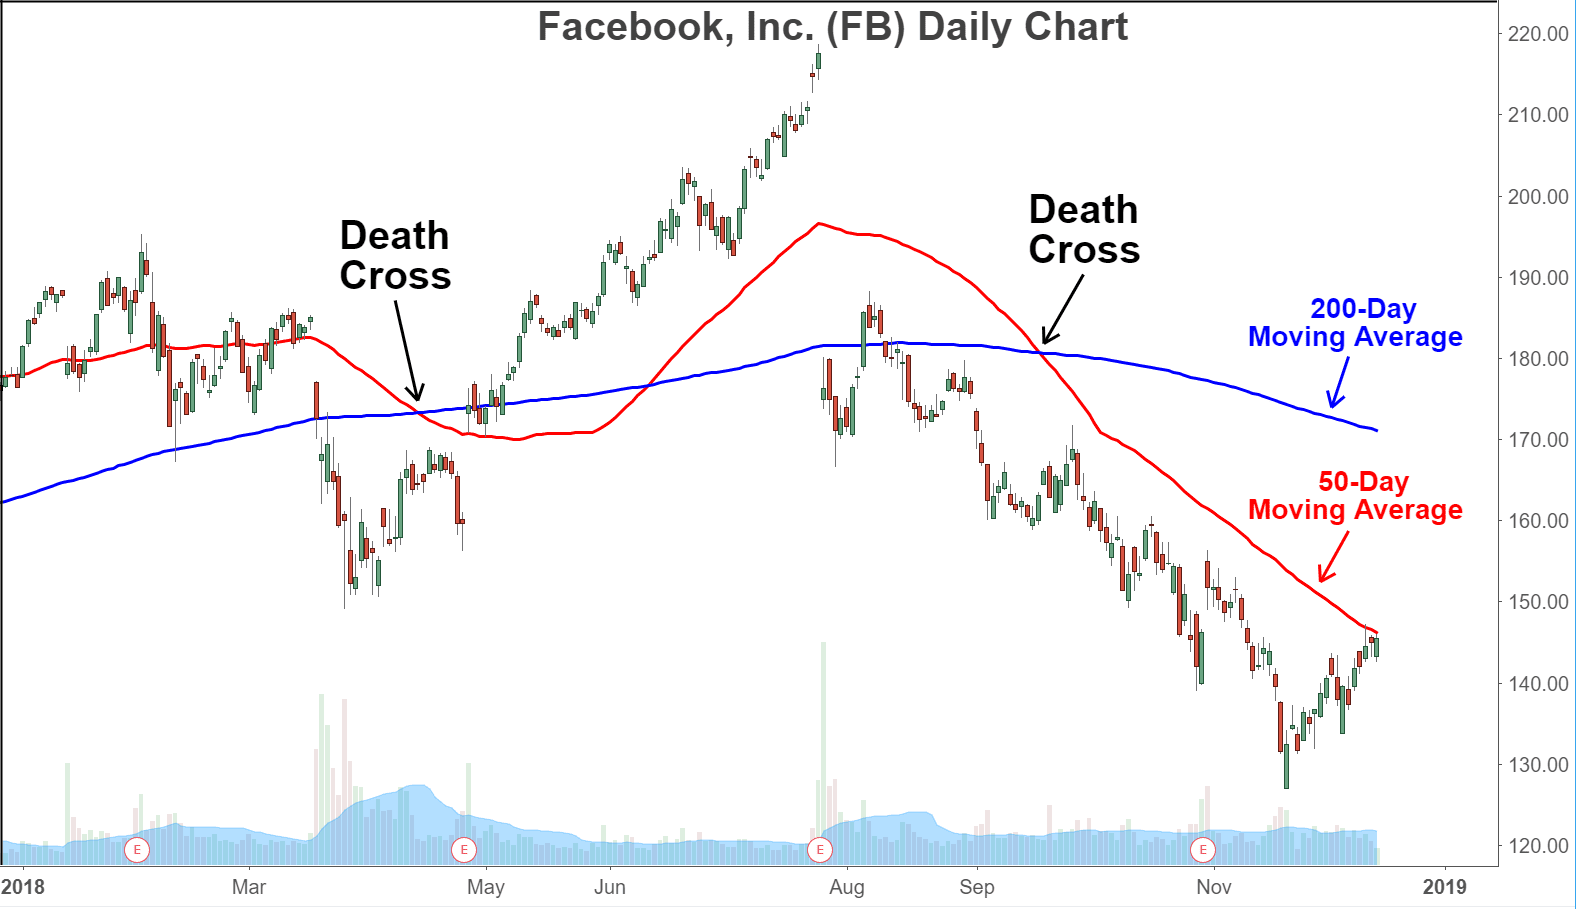 Facebook, Inc. (FB) Daily Chart
220.00
210.00
Death
Cross
Death
Cross
200.00
190.00
200-Day
Moving Average
180.00
170.00
50-Day
Moving Average
160.00
150.00
140.00
130.00
120.00
E
E
E
E
2018
Mar
May
Jun
Aug
Sep
Nov
2019